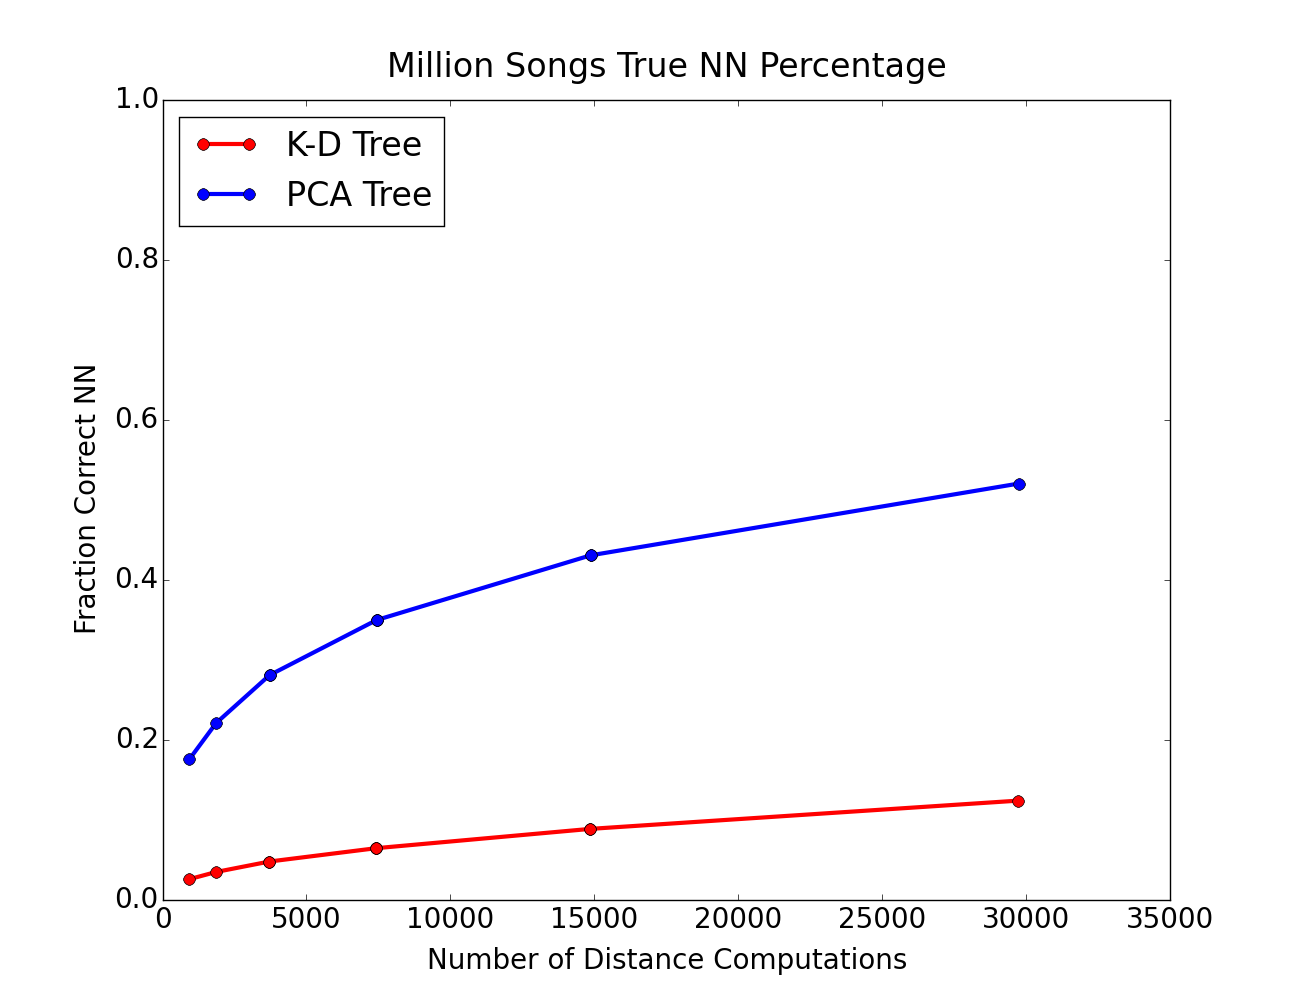 Million Songs True NN Percentage
K-D Tree
PCA Tree
Fraction Correct NN
1.0
0.8
0.6
0.4
0.2
0.0
0 5000 10000 15000 20000 25000 30000 35000
Number of Distance Computations